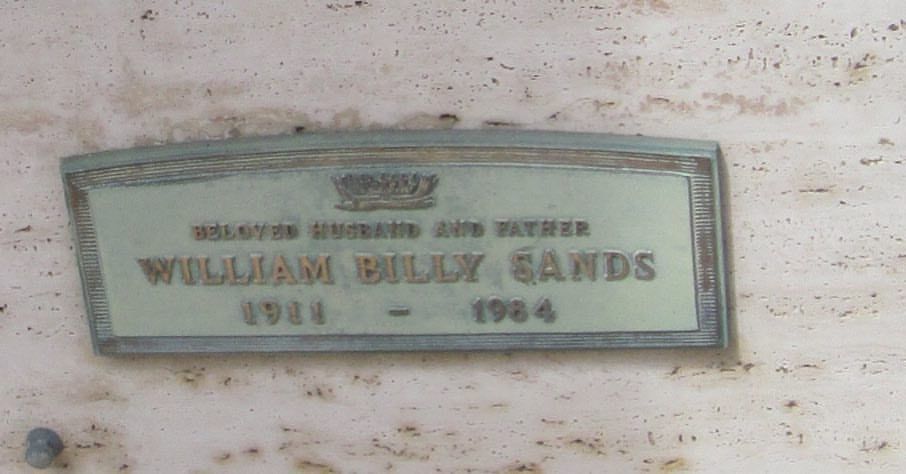 BELOVED HUSBAND AND FATHER
WILLIAM BILLY SANDS
1911 - 1984